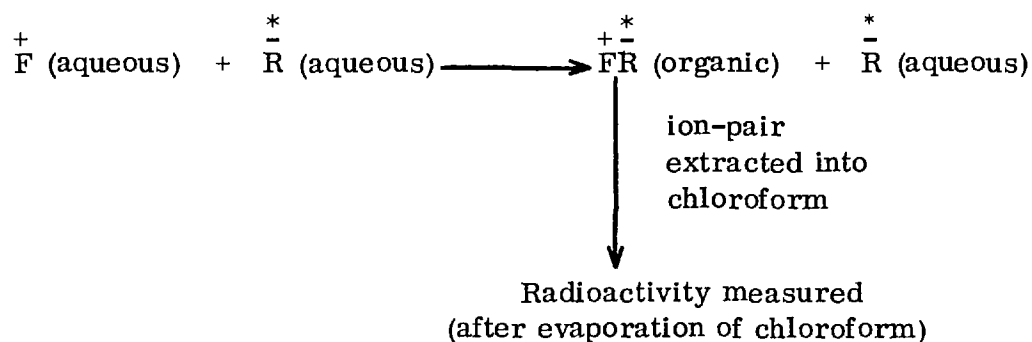 + * + * *
F (aqueous) + R (aqueous) → FR (organic) + R (aqueous)
ion-pair
extracted into
chloroform
Radioactivity measured
(after evaporation of chloroform)